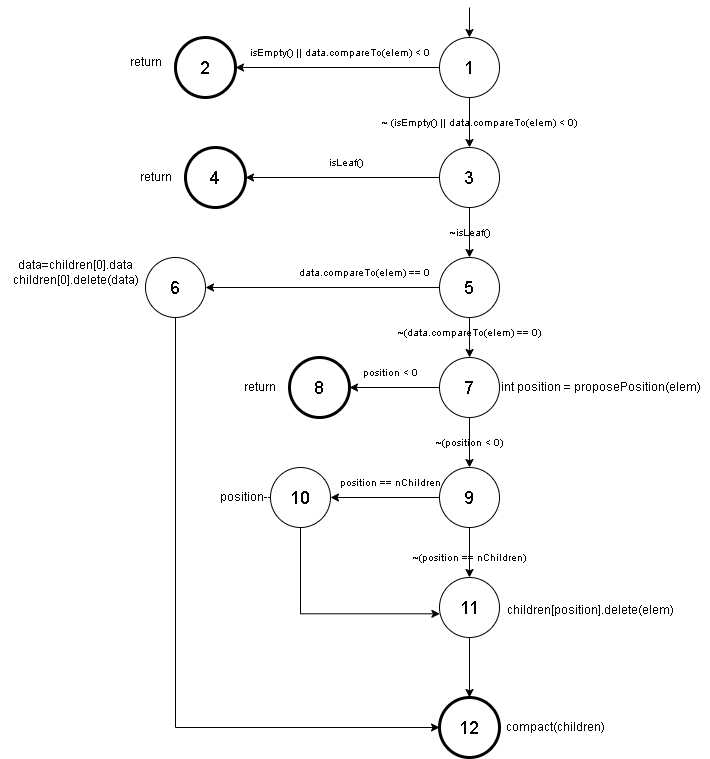 isEmpty() || data.compareTo(elem) < 0
return
2
1
~ (isEmpty() || data.compareTo(elem) < 0)
isLeaf()
return
4
3
~isLeaf()
data=children[0].data
children[0].delete(data)
data.compareTo(elem) == 0
6
5
~(data.compareTo(elem) == 0)
position < 0
return
8
7
int position = proposePosition(elem)
~(position < 0)
position == nChildren
position--
10
9
~(position == nChildren)
11
children[position].delete(elem)
12
compact(children)